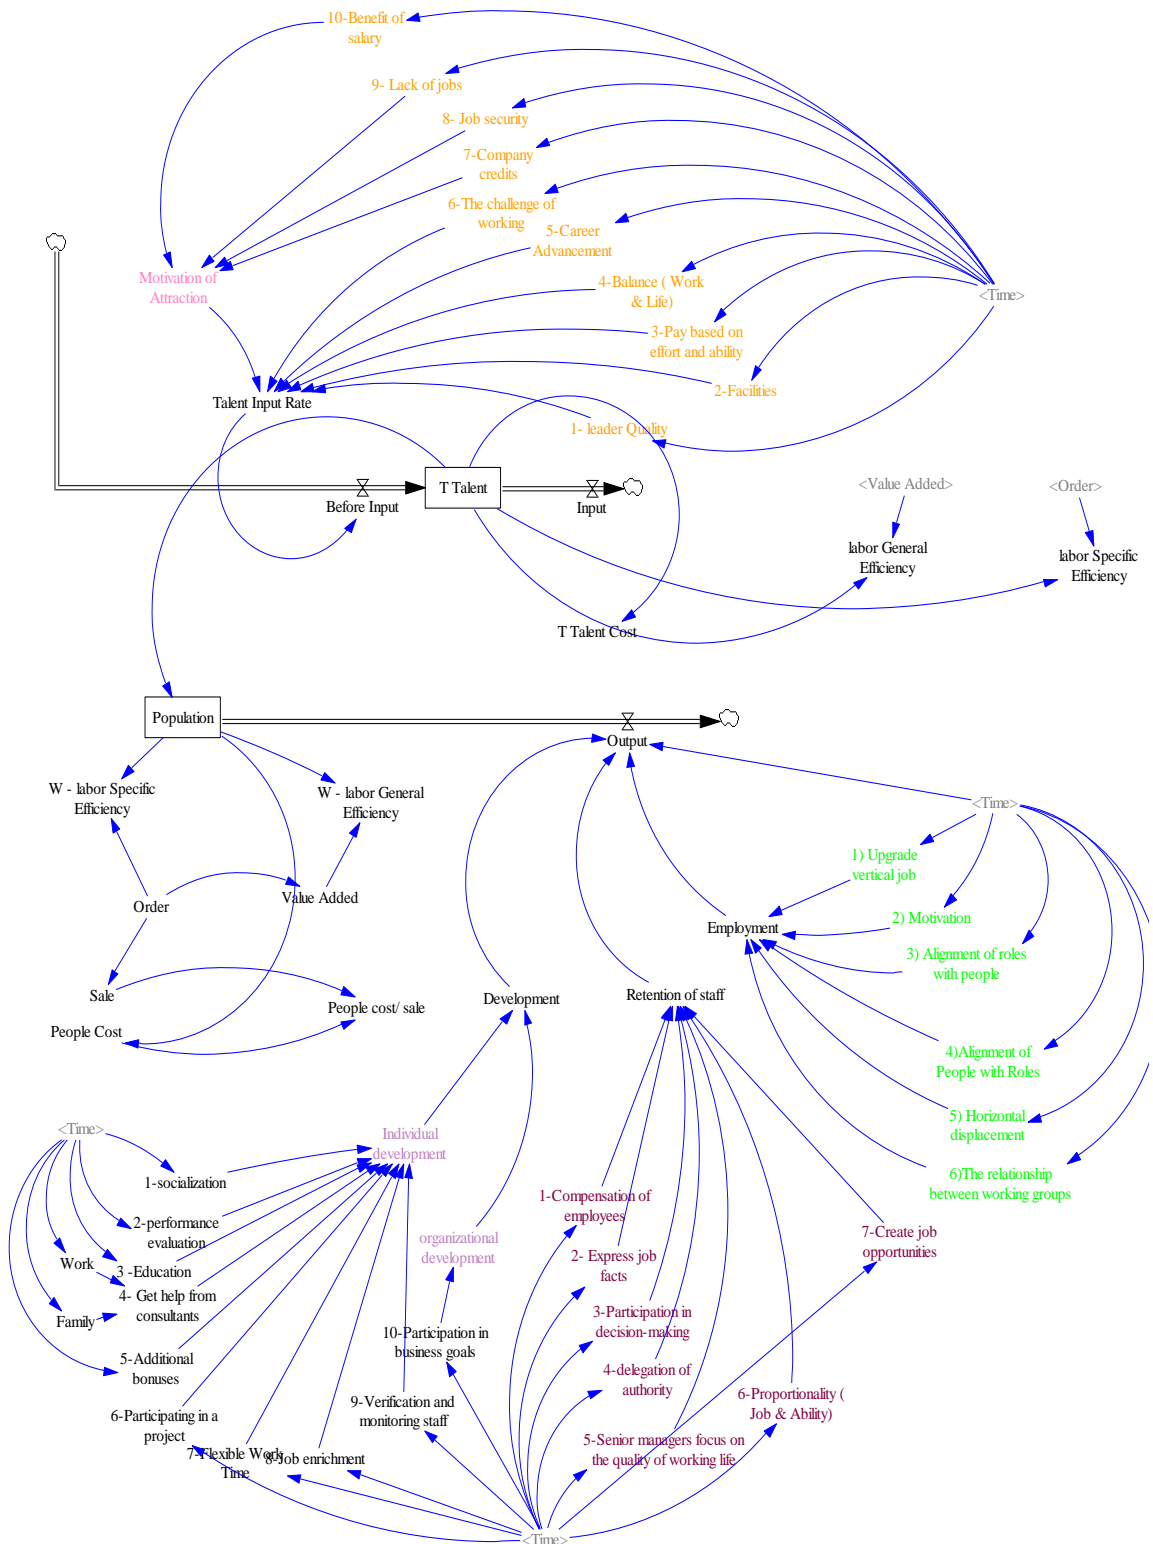 10-Benefit of
salary
9- Lack of jobs
8- Job security
7-Company
credits
6-The challenge of
working
5-Career
Advancement
Motivation of
Attraction
4-Balance ( Work
& Life)
<Time>
3-Pay based on
effort and ability
2-Facilities
Talent Input Rate
1- leader Quality
T Talent
Before Input
Input
<Value Added>
<Order>
labor General
Efficiency
labor Specific
Efficiency
T Talent Cost
Population
Output
W - labor Specific
Efficiency
W - labor General
Efficiency
<Time>
1) Upgrade
vertical job
Order
Value Added
Employment
2) Motivation
3) Alignment of roles
with people
Sale
People cost/ sale
People Cost
Development
Retention of staff
4)Alignment of
People with Roles
5) Horizontal
displacement
6)The relationship
between working groups
<Time>
Individual
development
1-socialization
2-performance
evaluation
Work
3 -Education
4- Get help from
consultants
Family
5-Additional
bonuses
6-Participating in a
project
7-Flexible Work
Time
8-Job enrichment
9-Verification and
monitoring staff
10-Participation in
business goals
organizational
development
1-Compensation of
employees
2- Express job
facts
3-Participation in
decision-making
4-delegation of
authority
5-Senior managers focus on
the quality of working life
6-Proportionality (
Job & Ability)
7-Create job
opportunities
<Time>